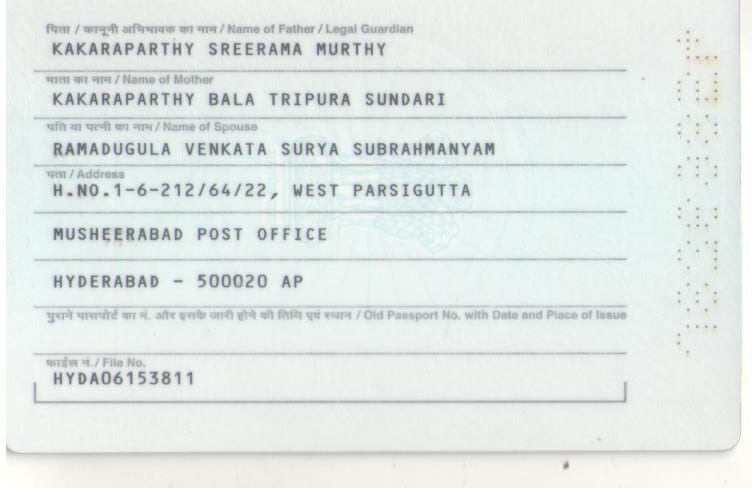 पिता / कानूनी अभिभावक का नाम / Name of Father / Legal Guardian
KAKARAPARTHY SREERAMA MURTHY
माता का नाम / Name of Mother
KAKARAPARTHY BALA TRIPURA SUNDARI
पति या पत्नी का नाम / Name of Spouse
RAMADUGULA VENKATA SURYA SUBRAHMANYAM
पता / Address
H.NO.1-6-212/64/22, WEST PARSIGUTTA
MUSHEERABAD POST OFFICE
HYDERABAD - 500020 AP
पुराने पासपोर्ट का नं. और इसके जारी होने की तिथि एवं स्थान / Old Passport No. with Date and Place of Issue
फाईल नं./ File No.
HYDA06153811